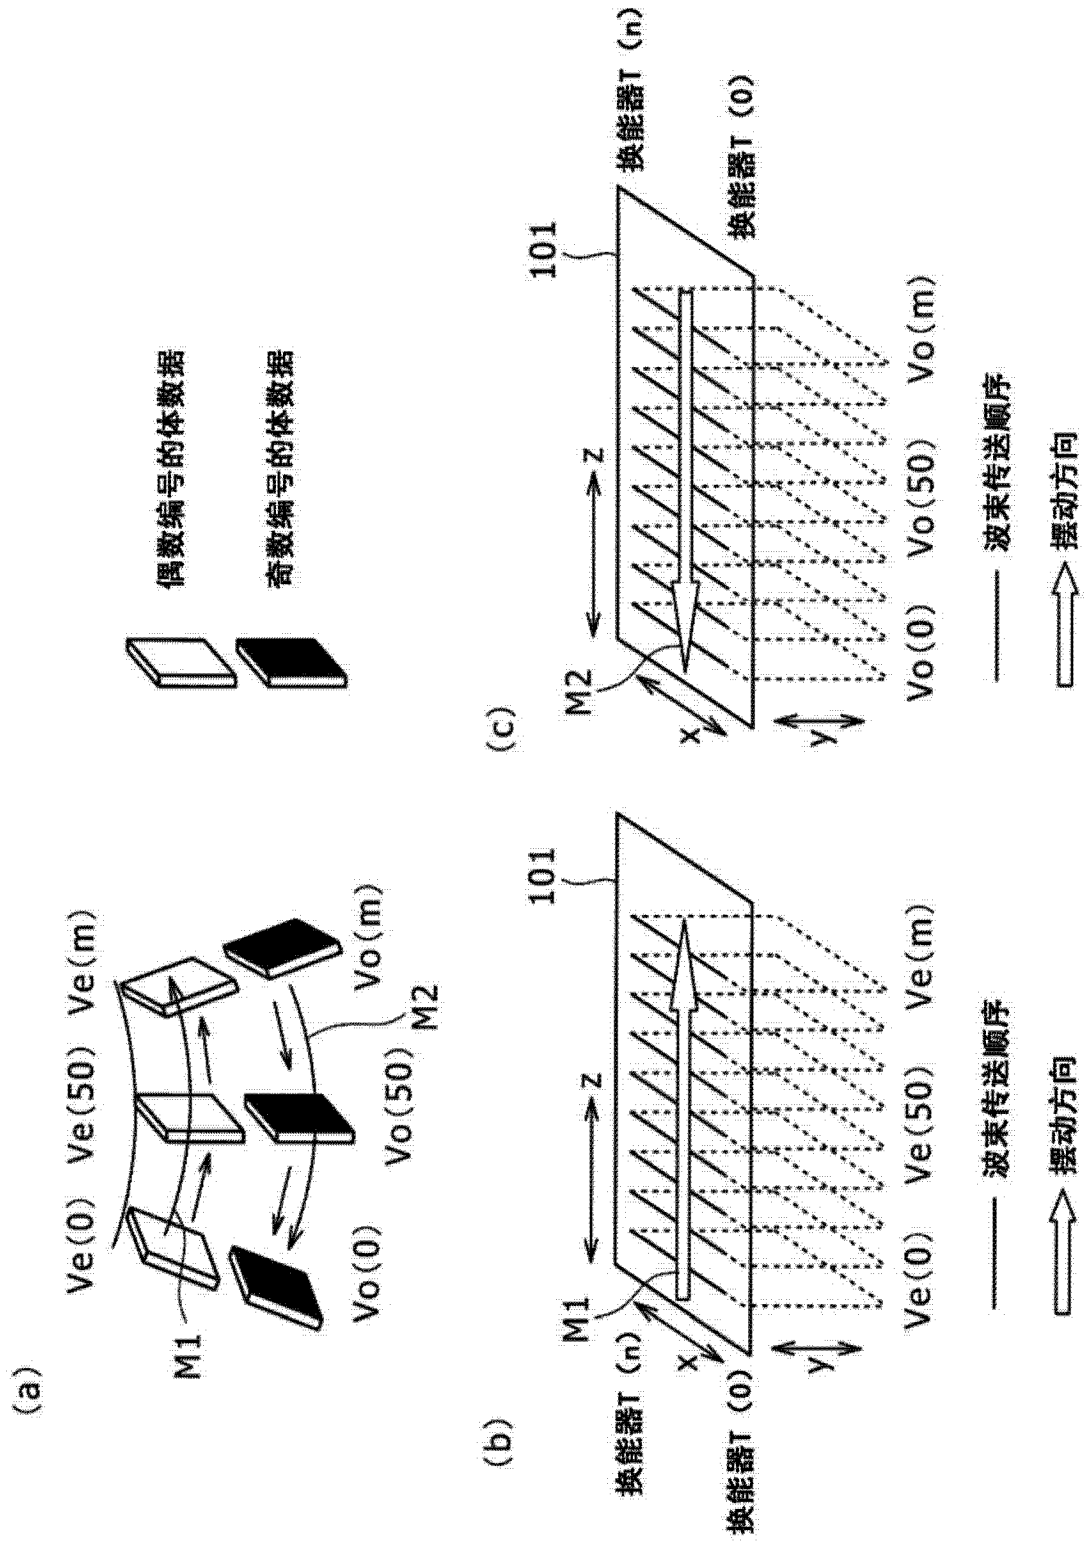 (a)
Ve(0)
Ve(50)
Ve(m)
M1
Vo(0)
Vo(50)
Vo(m)
M2
偶数编号的体数据
奇数编号的体数据
(b)
101
z
M1
换能器T (n)
x
换能器T (0)
y
Ve(0)
Ve(50)
Ve(m)
波束传送顺序
摆动方向
(c)
101
换能器T (n)
z
M2
换能器T (0)
x
y
Vo(0)
Vo(50)
Vo(m)
波束传送顺序
摆动方向